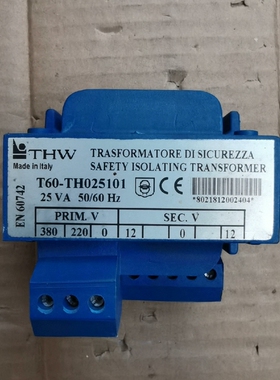 THW
Made in Italy
TRASFORMATORE DI SICUREZZA
SAFETY ISOLATING TRANSFORMER
T60-TH025101
25 VA 50/60 Hz
*8021812002404*
EN 60742
PRIM. V SEC. V
380 220 0 12 0 12